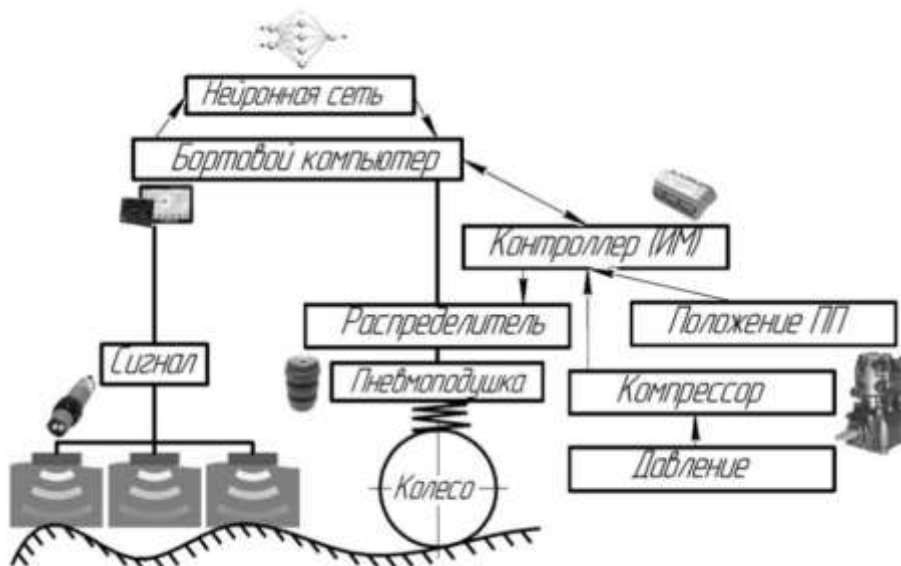 Нейронная сеть
Бортовой компьютер
Контроллер (ИМ)
Распределитель
Положение ПП
Сигнал
Пневмоподушка
Компрессор
Давление
Колесо